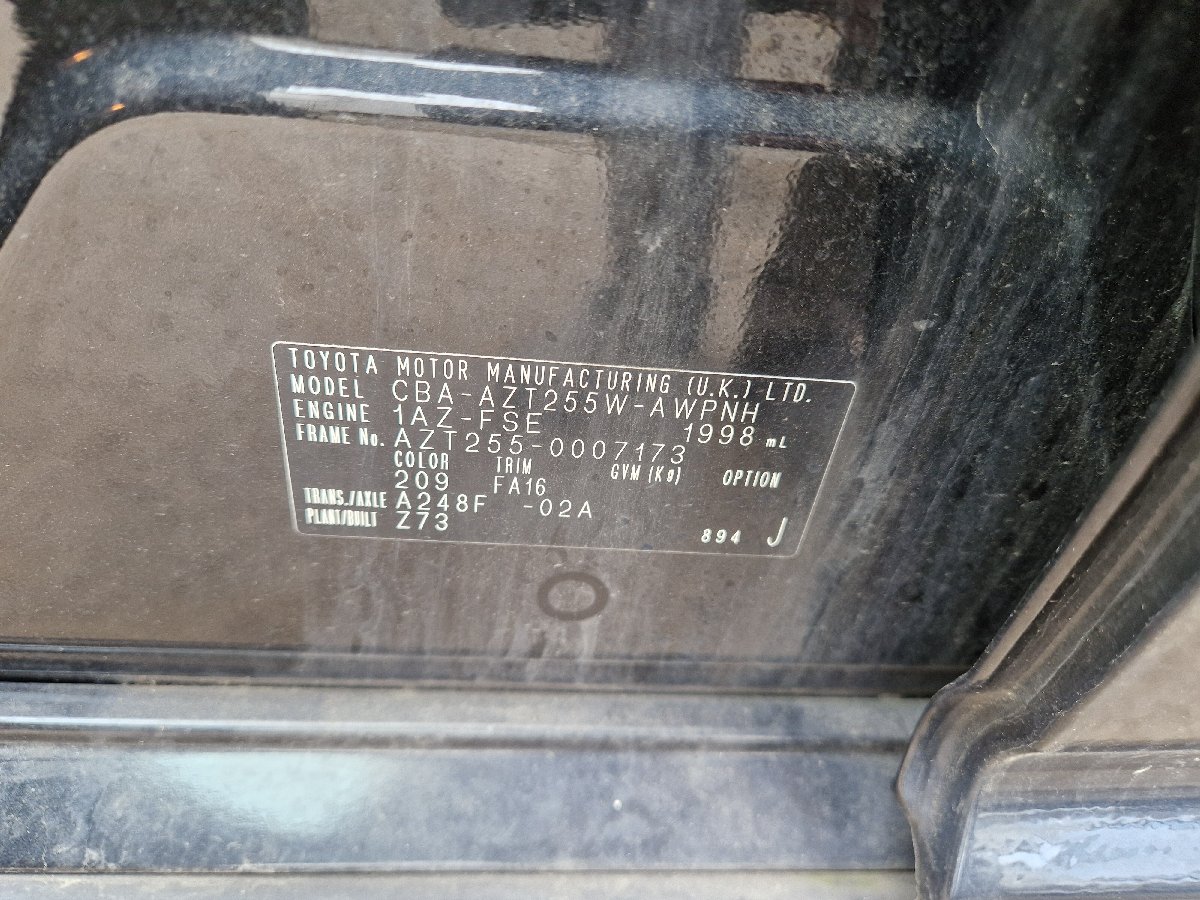 TOYOTA MOTOR MANUFACTURING (U.K.) LTD.
MODEL CBA-AZT255W-AWPNH
ENGINE 1AZ-FSE 1998 mL
FRAME No. AZT255-0007173
COLOR TRIM GVM (Kg) OPTION
209 FA16
TRANS./AXLE A248F -02A
PLANT/BUILT Z73
894 J